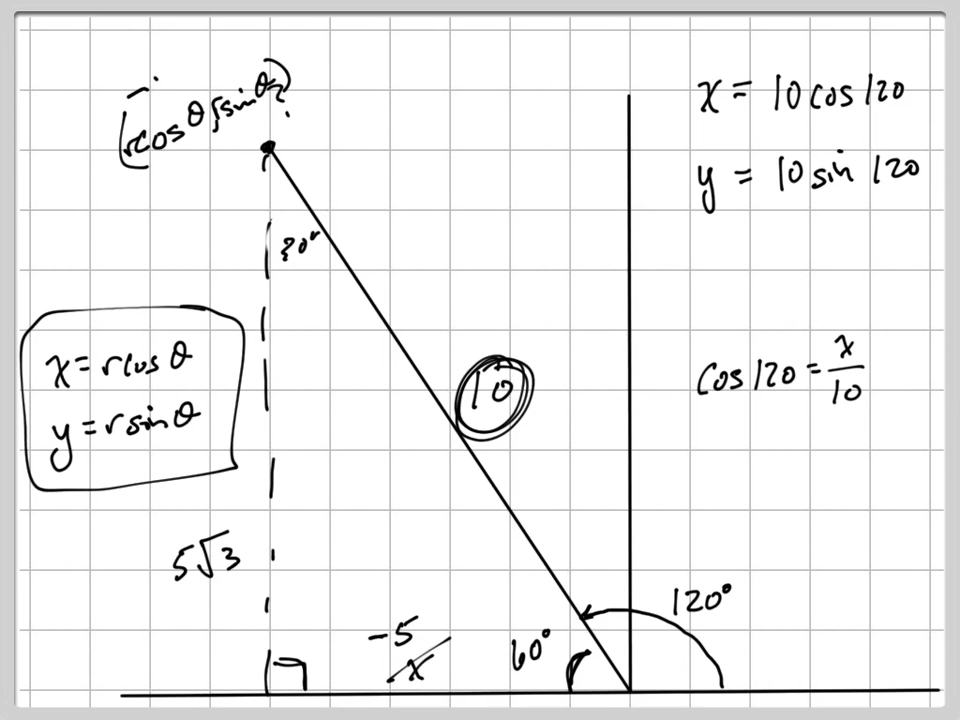 (rcosθ, rsinθ)?
x = 10 cos 120
y = 10 sin 120
30°
x = r cos θ
y = r sin θ
10
cos 120 = x/10
5√3
-5
x
60°
120°